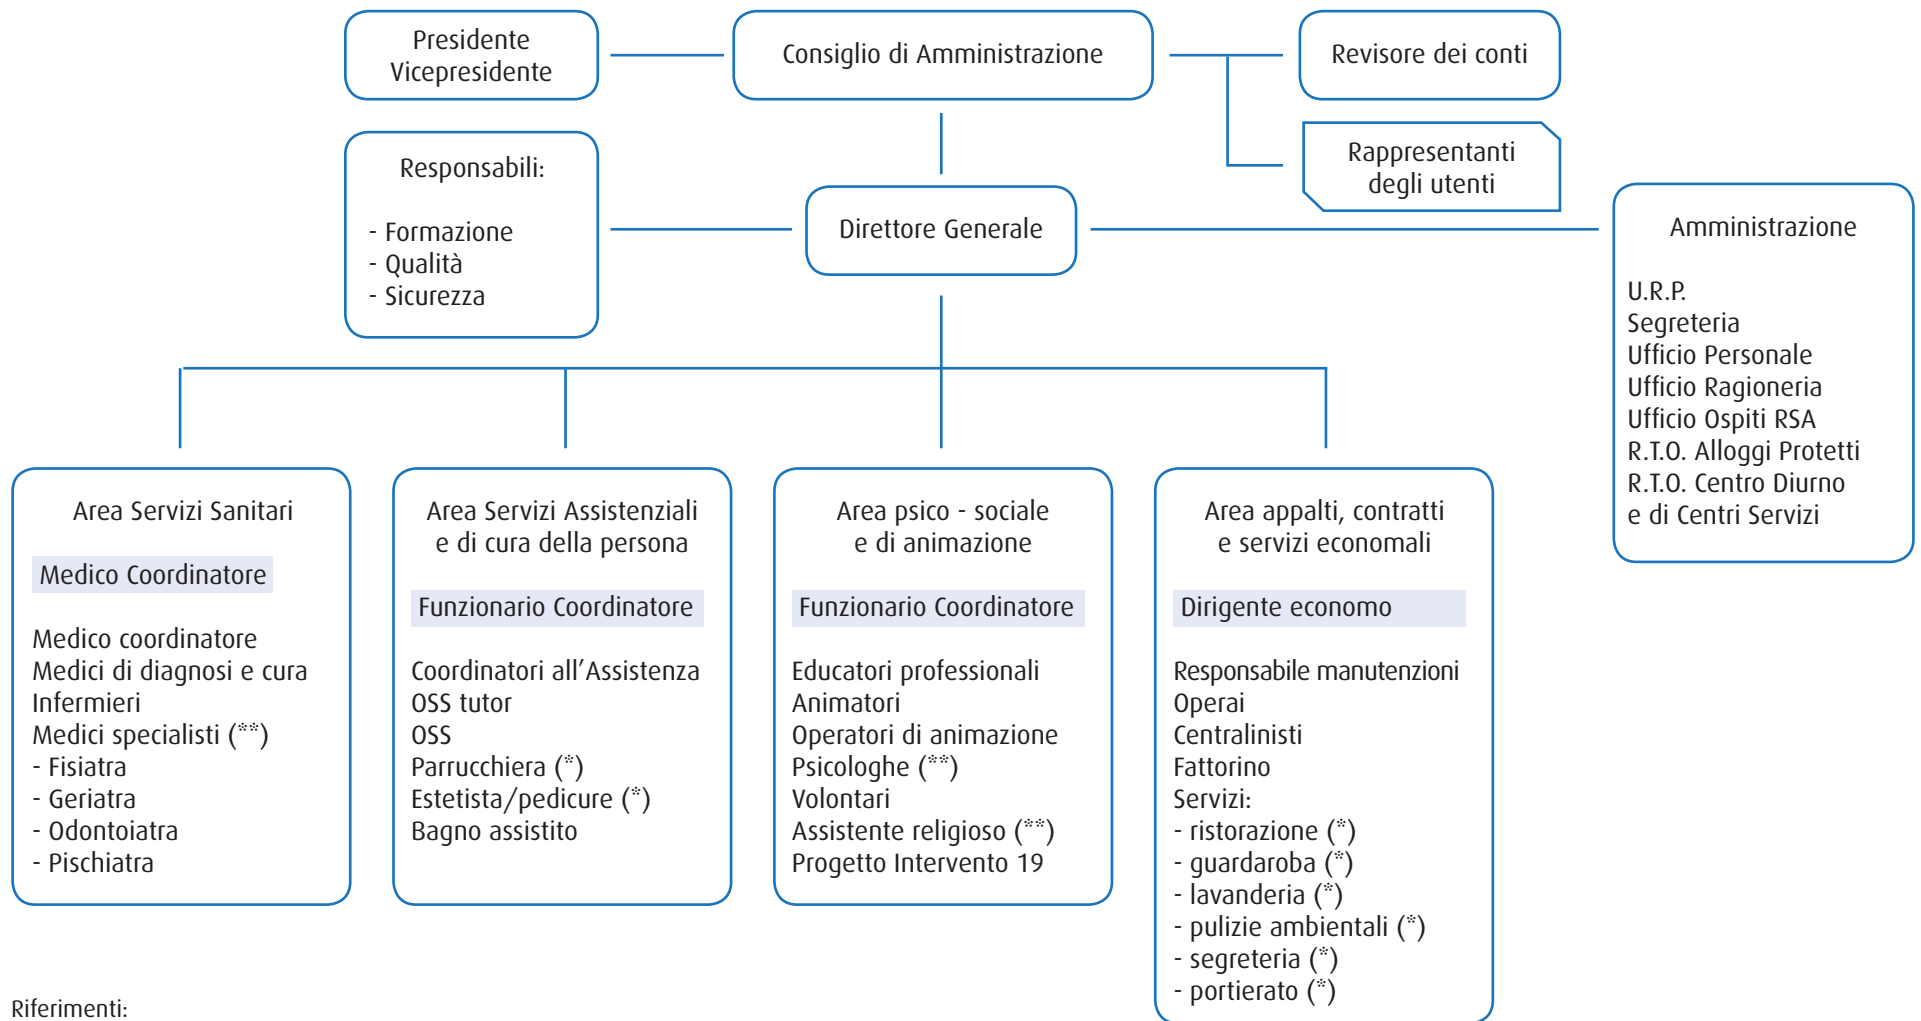 Presidente
Vicepresidente
Consiglio di Amministrazione
Revisore dei conti
Rappresentanti
degli utenti
Responsabili:
- Formazione
- Qualità
- Sicurezza
Direttore Generale
Amministrazione
U.R.P.
Segreteria
Ufficio Personale
Ufficio Ragioneria
Ufficio Ospiti RSA
R.T.O. Alloggi Protetti
R.T.O. Centro Diurno
e di Centri Servizi
Area Servizi Sanitari
Medico Coordinatore
Medico coordinatore
Medici di diagnosi e cura
Infermieri
Medici specialisti (**)
- Fisiatra
- Geriatra
- Odontoiatra
- Pischiatra
Area Servizi Assistenziali
e di cura della persona
Funzionario Coordinatore
Coordinatori all'Assistenza
OSS tutor
OSS
Parrucchiera (*)
Estetista/pedicure (*)
Bagno assistito
Area psico - sociale
e di animazione
Funzionario Coordinatore
Educatori professionali
Animatori
Operatori di animazione
Psicologhe (**)
Volontari
Assistente religioso (**)
Progetto Intervento 19
Area appalti, contratti
e servizi economali
Dirigente economo
Responsabile manutenzioni
Operai
Centralinisti
Fattorino
Servizi:
- ristorazione (*)
- guardaroba (*)
- lavanderia (*)
- pulizie ambientali (*)
- segreteria (*)
- portierato (*)
Riferimenti: